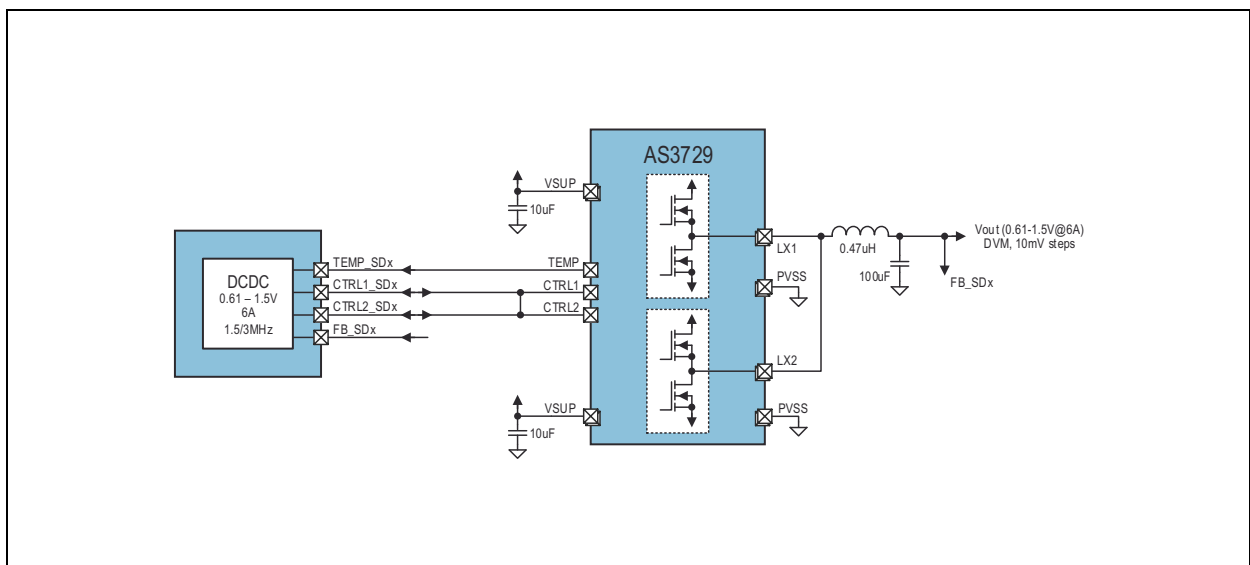 AS3729
VSUP
10uF
DCDC
0.61 – 1.5V
6A
1.5/3MHz
TEMP_SDx
CTRL1_SDx
CTRL2_SDx
FB_SDx
TEMP
CTRL1
CTRL2
VSUP
10uF
LX1
PVSS
LX2
PVSS
0.47uH
100uF
Vout (0.61-1.5V@6A)
DVM, 10mV steps
FB_SDx